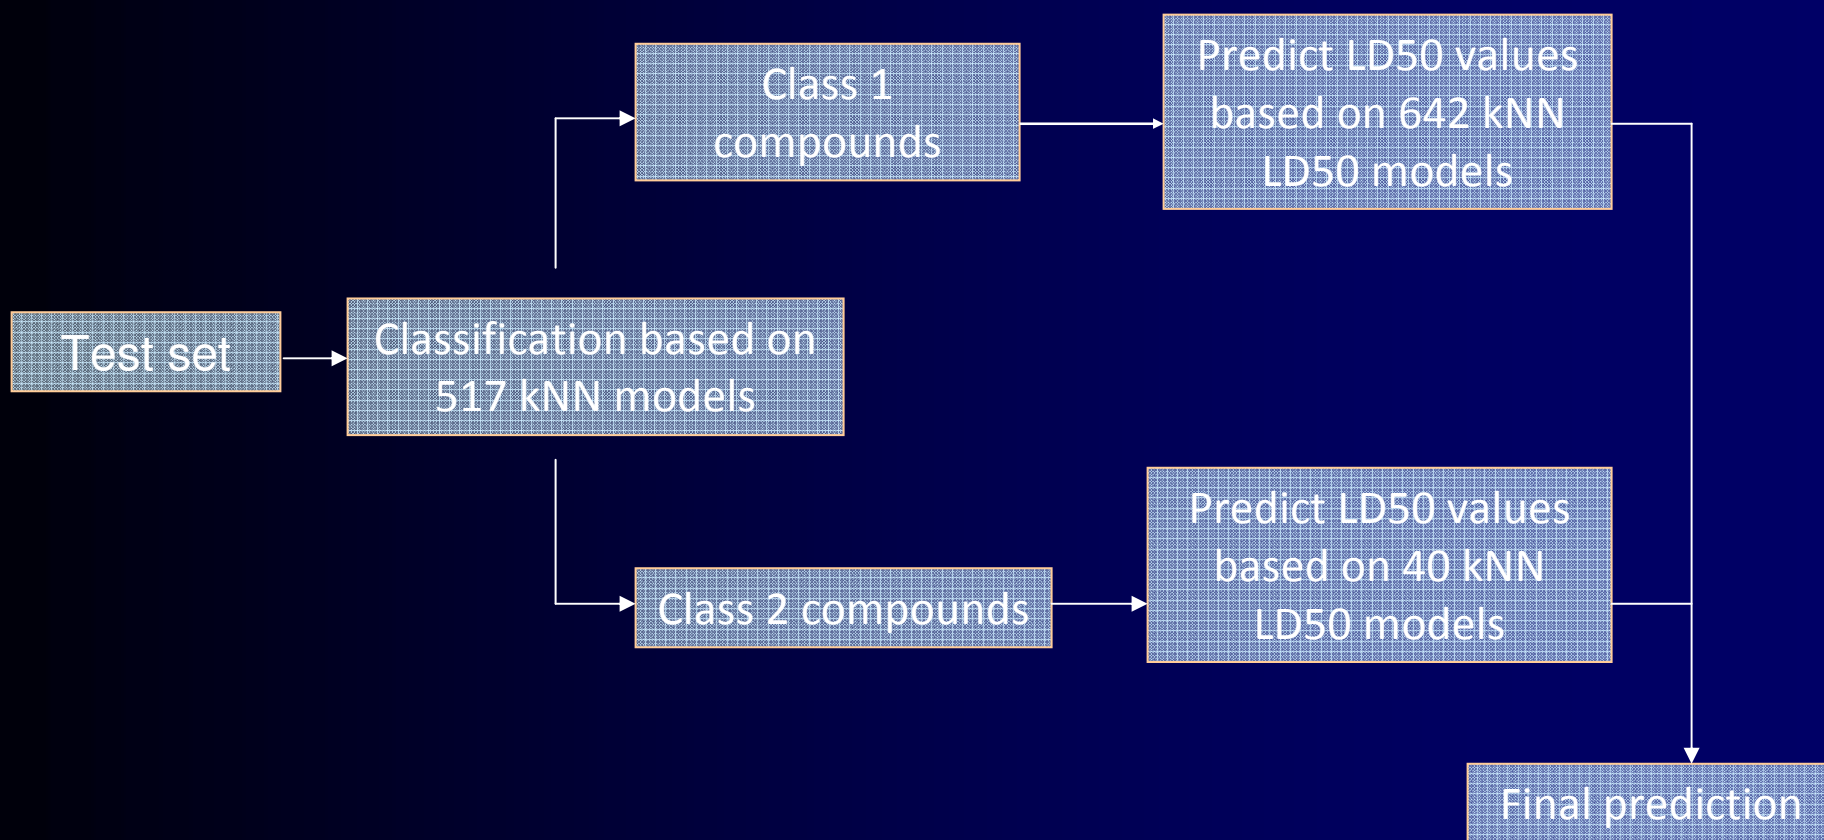 Test set
Classification based on
517 kNN models
Class 1
compounds
Predict LD50 values
based on 642 kNN
LD50 models
Class 2 compounds
Predict LD50 values
based on 40 kNN
LD50 models
Final prediction